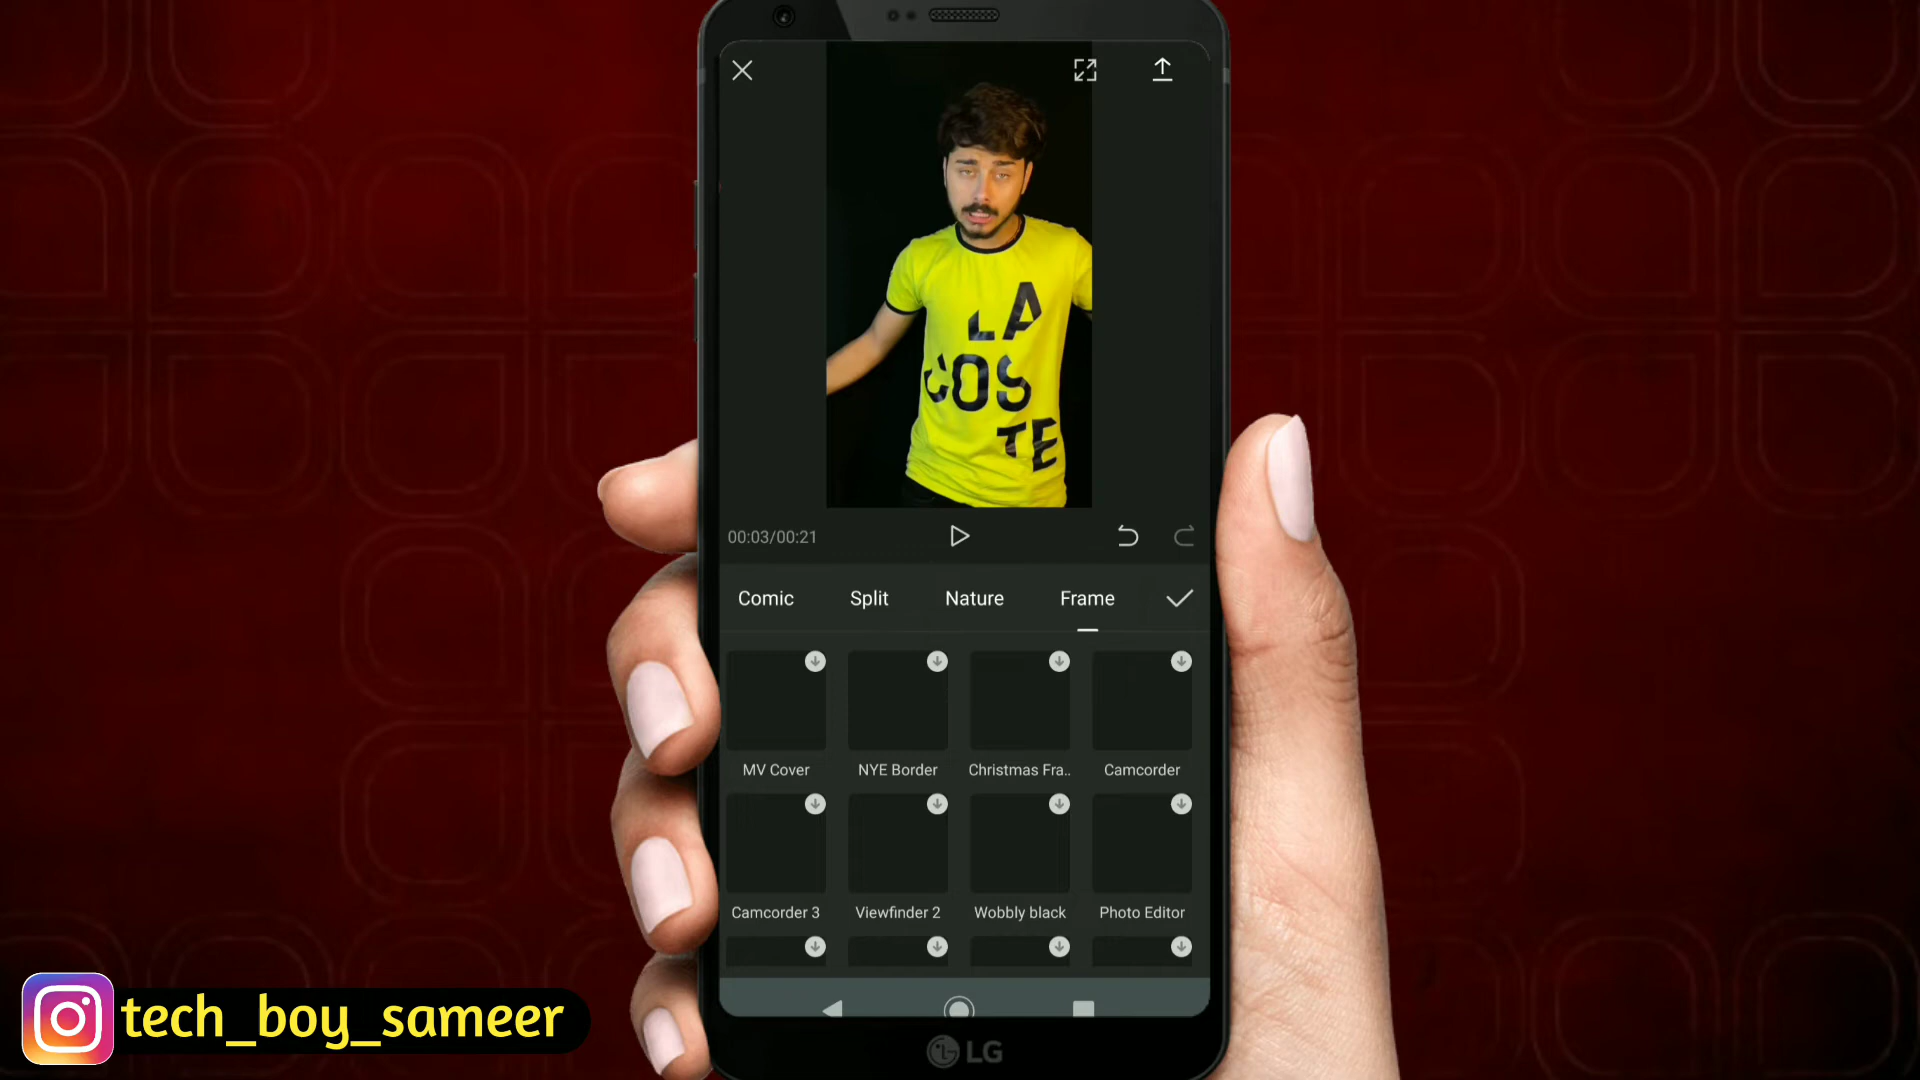 LA
COS
TE
00:03/00:21
Comic Split Nature Frame
MV Cover NYE Border Christmas Fra.. Camcorder
Camcorder 3 Viewfinder 2 Wobbly black Photo Editor
LG
tech_boy_sameer